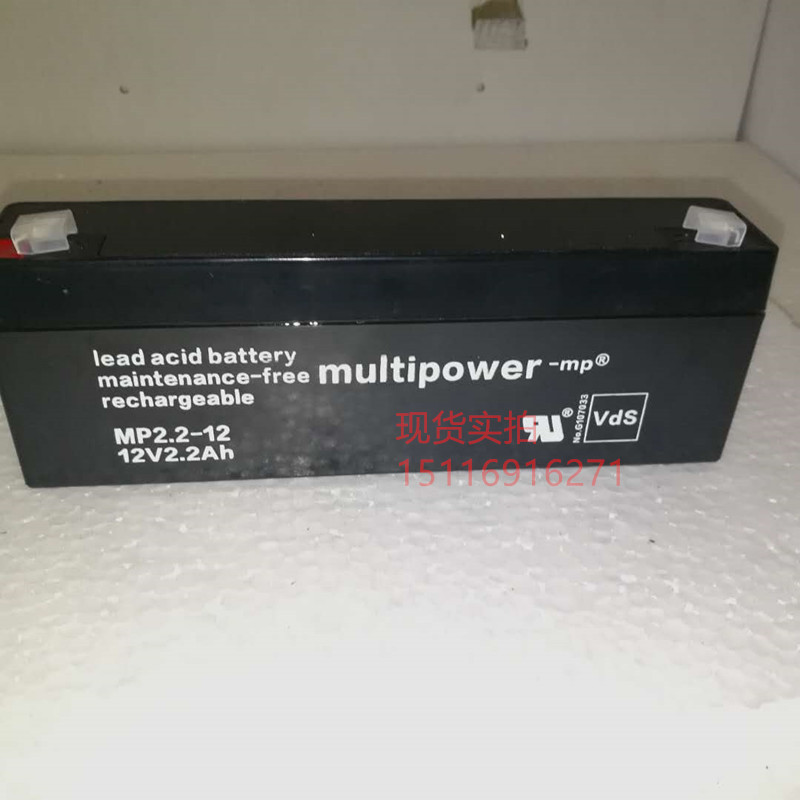 lead acid battery
maintenance-free
rechargeable
multipower -mp®
MP2.2-12
12V2.2Ah
现货实拍
15116916271
®
No.G107033
VdS